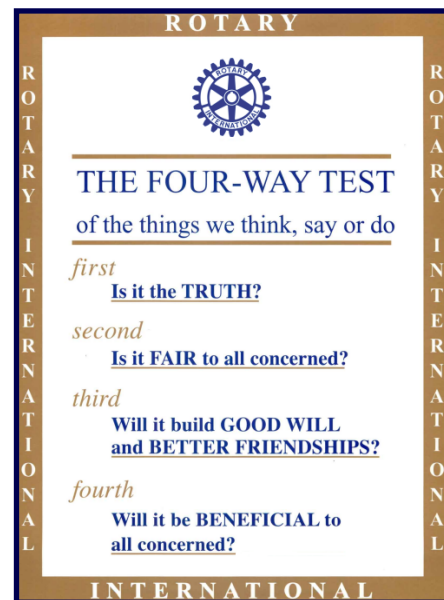 ROTARY
ROTARY INTERNATIONAL
ROTARY INTERNATIONAL
ROTARY
INTERNATIONAL
THE FOUR-WAY TEST
of the things we think, say or do
first
Is it the TRUTH?
second
Is it FAIR to all concerned?
third
Will it build GOOD WILL
and BETTER FRIENDSHIPS?
fourth
Will it be BENEFICIAL to
all concerned?
INTERNATIONAL